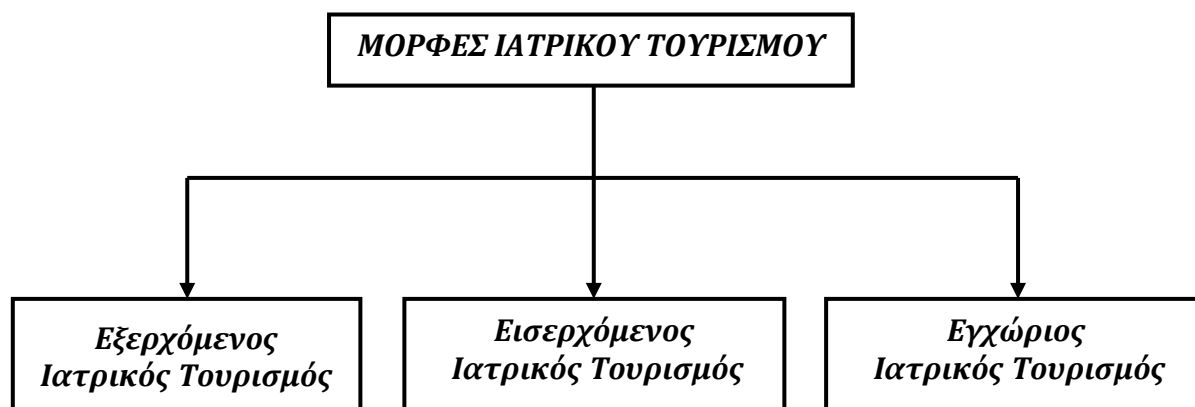 ΜΟΡΦΕΣ ΙΑΤΡΙΚΟΥ ΤΟΥΡΙΣΜΟΥ
Εξερχόμενος
Ιατρικός Τουρισμός
Εισερχόμενος
Ιατρικός Τουρισμός
Εγχώριος
Ιατρικός Τουρισμός